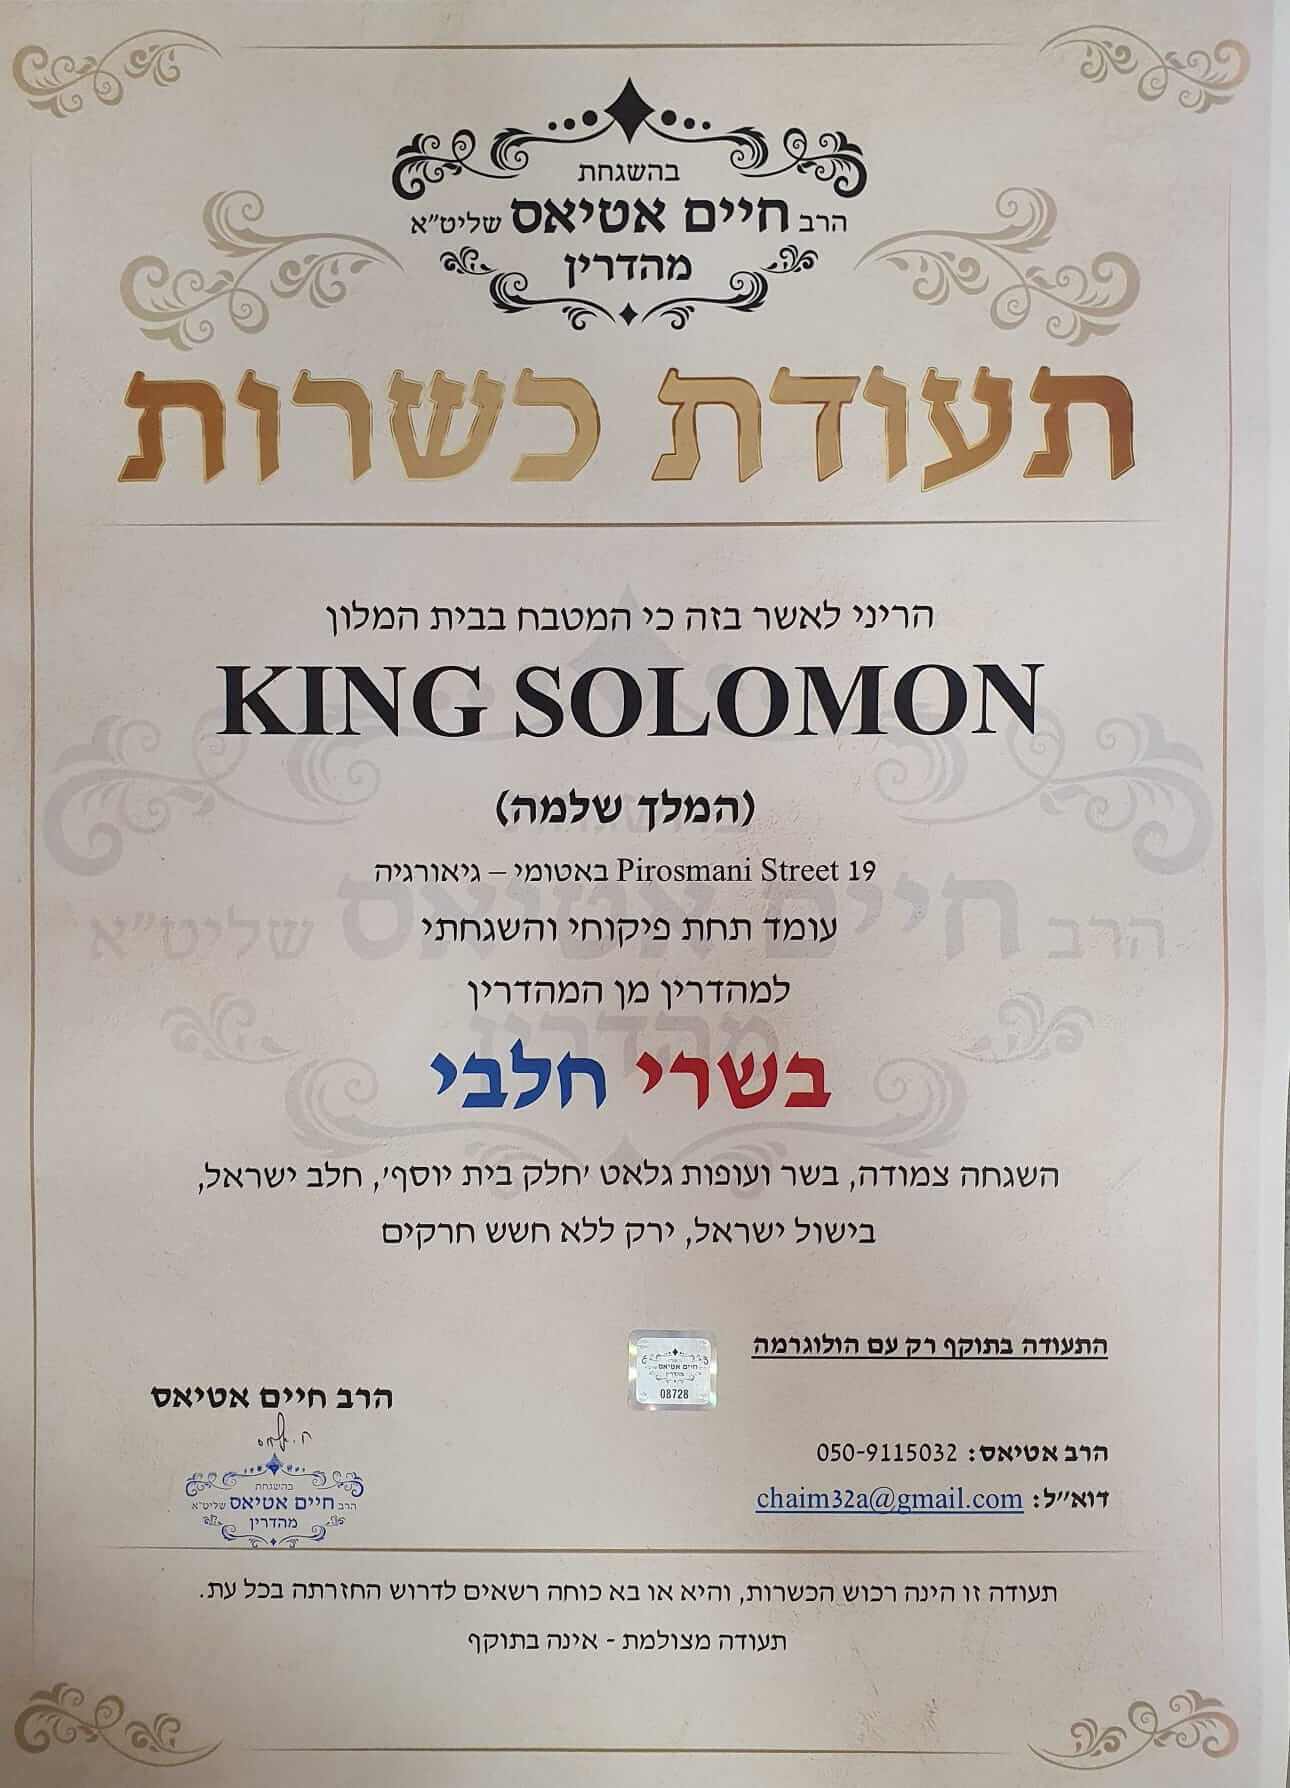 בהשגחת
הרב חיים אטיאס שליט"א
מהדרין
תעודת כשרות
הריני לאשר בזה כי המטבח בבית המלון
KING SOLOMON
(המלך שלמה)
19 Pirosmani Street באטומי – גיאורגיה
עומד תחת פיקוחי והשגחתי
למהדרין מן המהדרין
בשרי חלבי
השגחה צמודה, בשר ועופות גלאט 'חלק בית יוסף', חלב ישראל,
בישול ישראל, ירק ללא חשש חרקים
התעודה בתוקף רק עם הולוגרמה
חיים אטיאס
מהדרין
08728
הרב חיים אטיאס
הרב אטיאס: 050-9115032
דוא"ל: chaim32a@gmail.com
בהשגחת
הרב חיים אטיאס שליט"א
מהדרין
תעודה זו הינה רכוש הכשרות, והיא או בא כוחה רשאים לדרוש החזרתה בכל עת.
תעודה מצולמת - אינה בתוקף